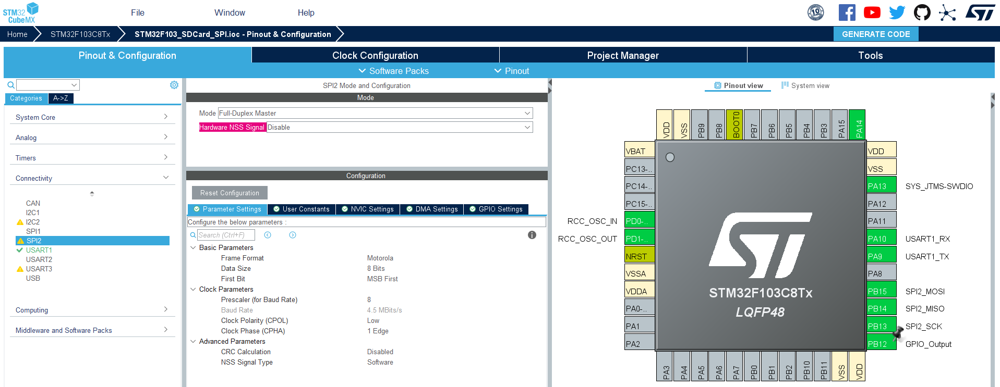 STM32
CubeMX
File
Window
Help
10
Home
STM32F103C8Tx
STM32F103_SDCard_SPI.ioc - Pinout & Configuration
GENERATE CODE
Pinout & Configuration
Clock Configuration
Project Manager
Tools
Software Packs
Pinout
Categories
A->Z
System Core
Analog
Timers
Connectivity
CAN
I2C1
I2C2
SPI1
SPI2
USART1
USART2
USART3
USB
Computing
Middleware and Software Packs
SPI2 Mode and Configuration
Mode
Mode Full-Duplex Master
Hardware NSS Signal Disable
Configuration
Reset Configuration
Parameter Settings
User Constants
NVIC Settings
DMA Settings
GPIO Settings
Configure the below parameters :
Search (Ctrl+F)
Basic Parameters
Frame Format Motorola
Data Size 8 Bits
First Bit MSB First
Clock Parameters
Prescaler (for Baud Rate) 8
Baud Rate 4.5 MBits/s
Clock Polarity (CPOL) Low
Clock Phase (CPHA) 1 Edge
Advanced Parameters
CRC Calculation Disabled
NSS Signal Type Software
Pinout view
System view
VDD
VSS
PB9
PB8
BOOT0
PB7
PB6
PB5
PB4
PB3
PA15
PA14
VBAT
PC13-..
PC14-..
PC15-..
RCC_OSC_IN PD0-..
RCC_OSC_OUT PD1-..
NRST
VSSA
VDDA
PA0-..
PA1
PA2
STM32F103C8Tx
LQFP48
VDD
VSS
PA13 SYS_JTMS-SWDIO
PA12
PA11
PA10 USART1_RX
PA9 USART1_TX
PA8
PB15 SPI2_MOSI
PB14 SPI2_MISO
PB13 SPI2_SCK
PB12 GPIO_Output
PA3
PA4
PA5
PA6
PA7
PB0
PB1
PB2
PB10
PB11
VSS
VDD